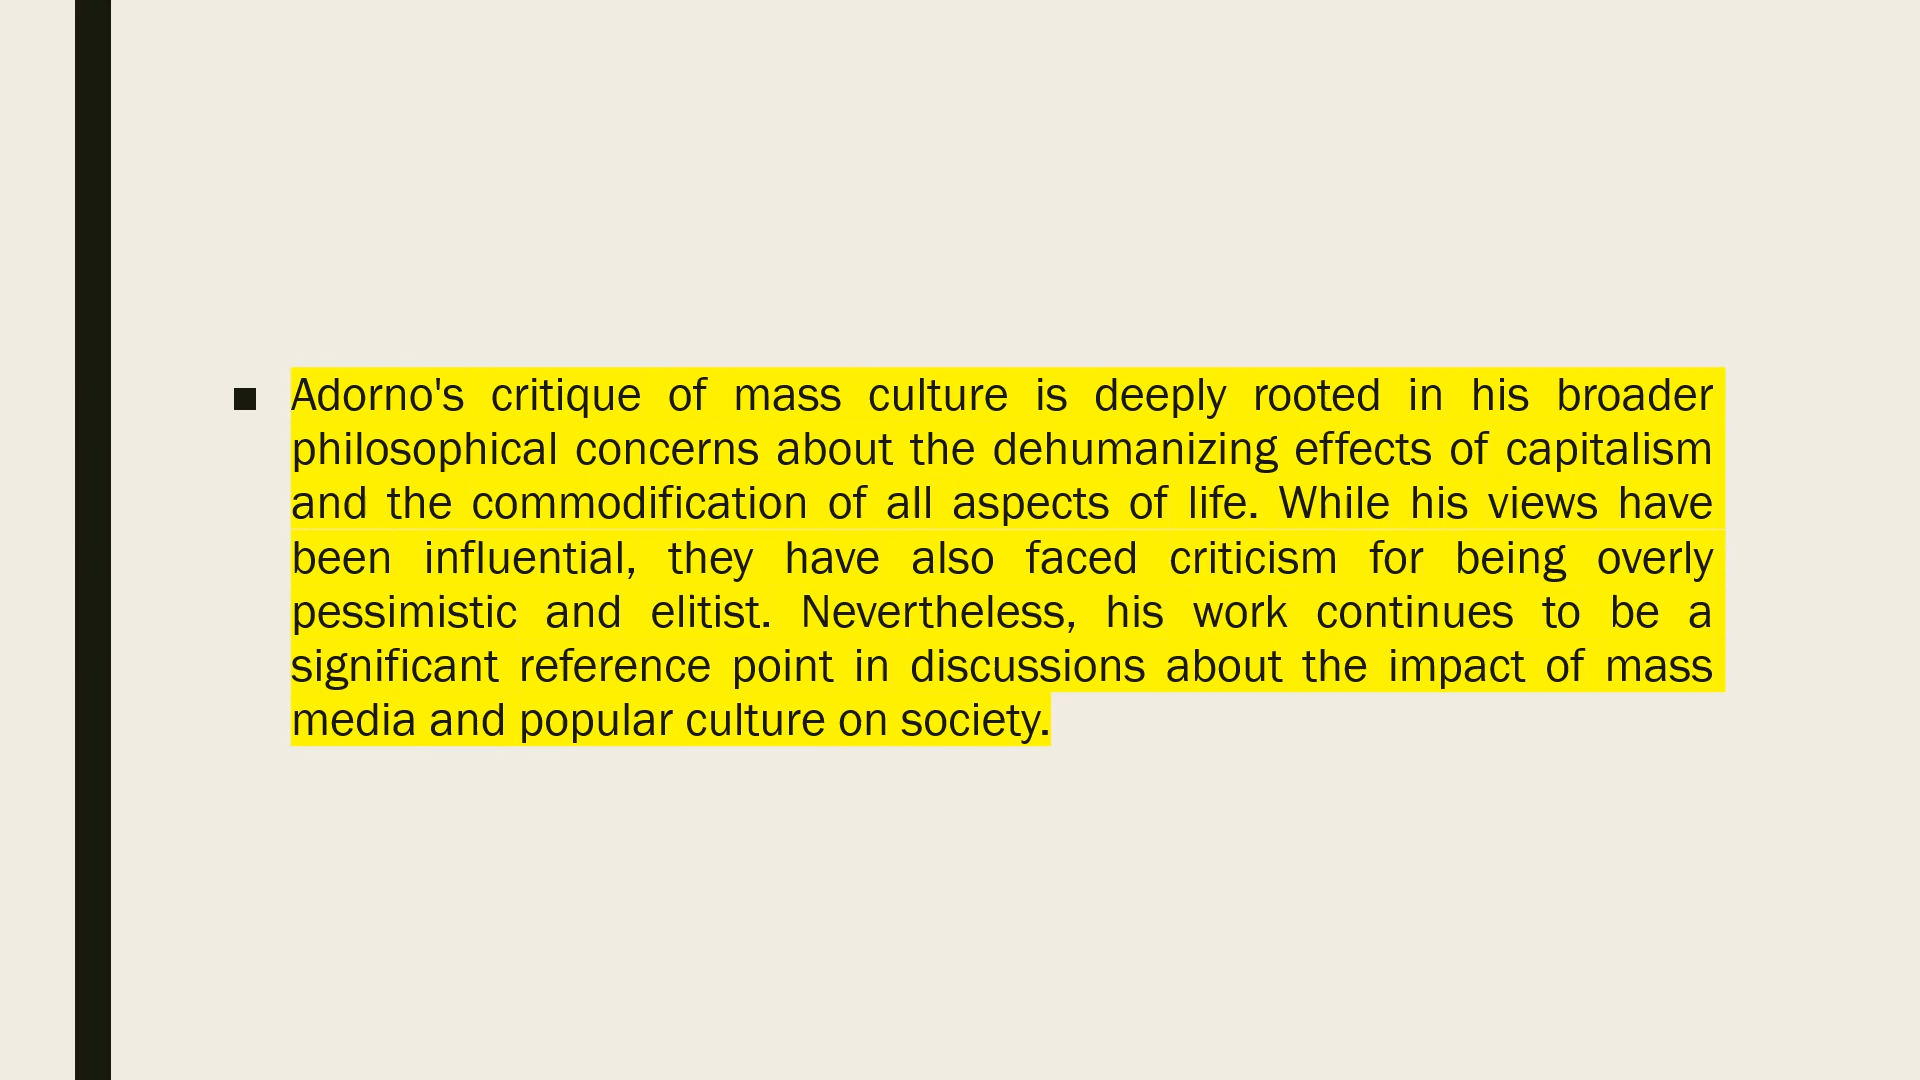 Adorno's critique of mass culture is deeply rooted in his broader
philosophical concerns about the dehumanizing effects of capitalism
and the commodification of all aspects of life. While his views have
been influential, they have also faced criticism for being overly
pessimistic and elitist. Nevertheless, his work continues to be a
significant reference point in discussions about the impact of mass
media and popular culture on society.